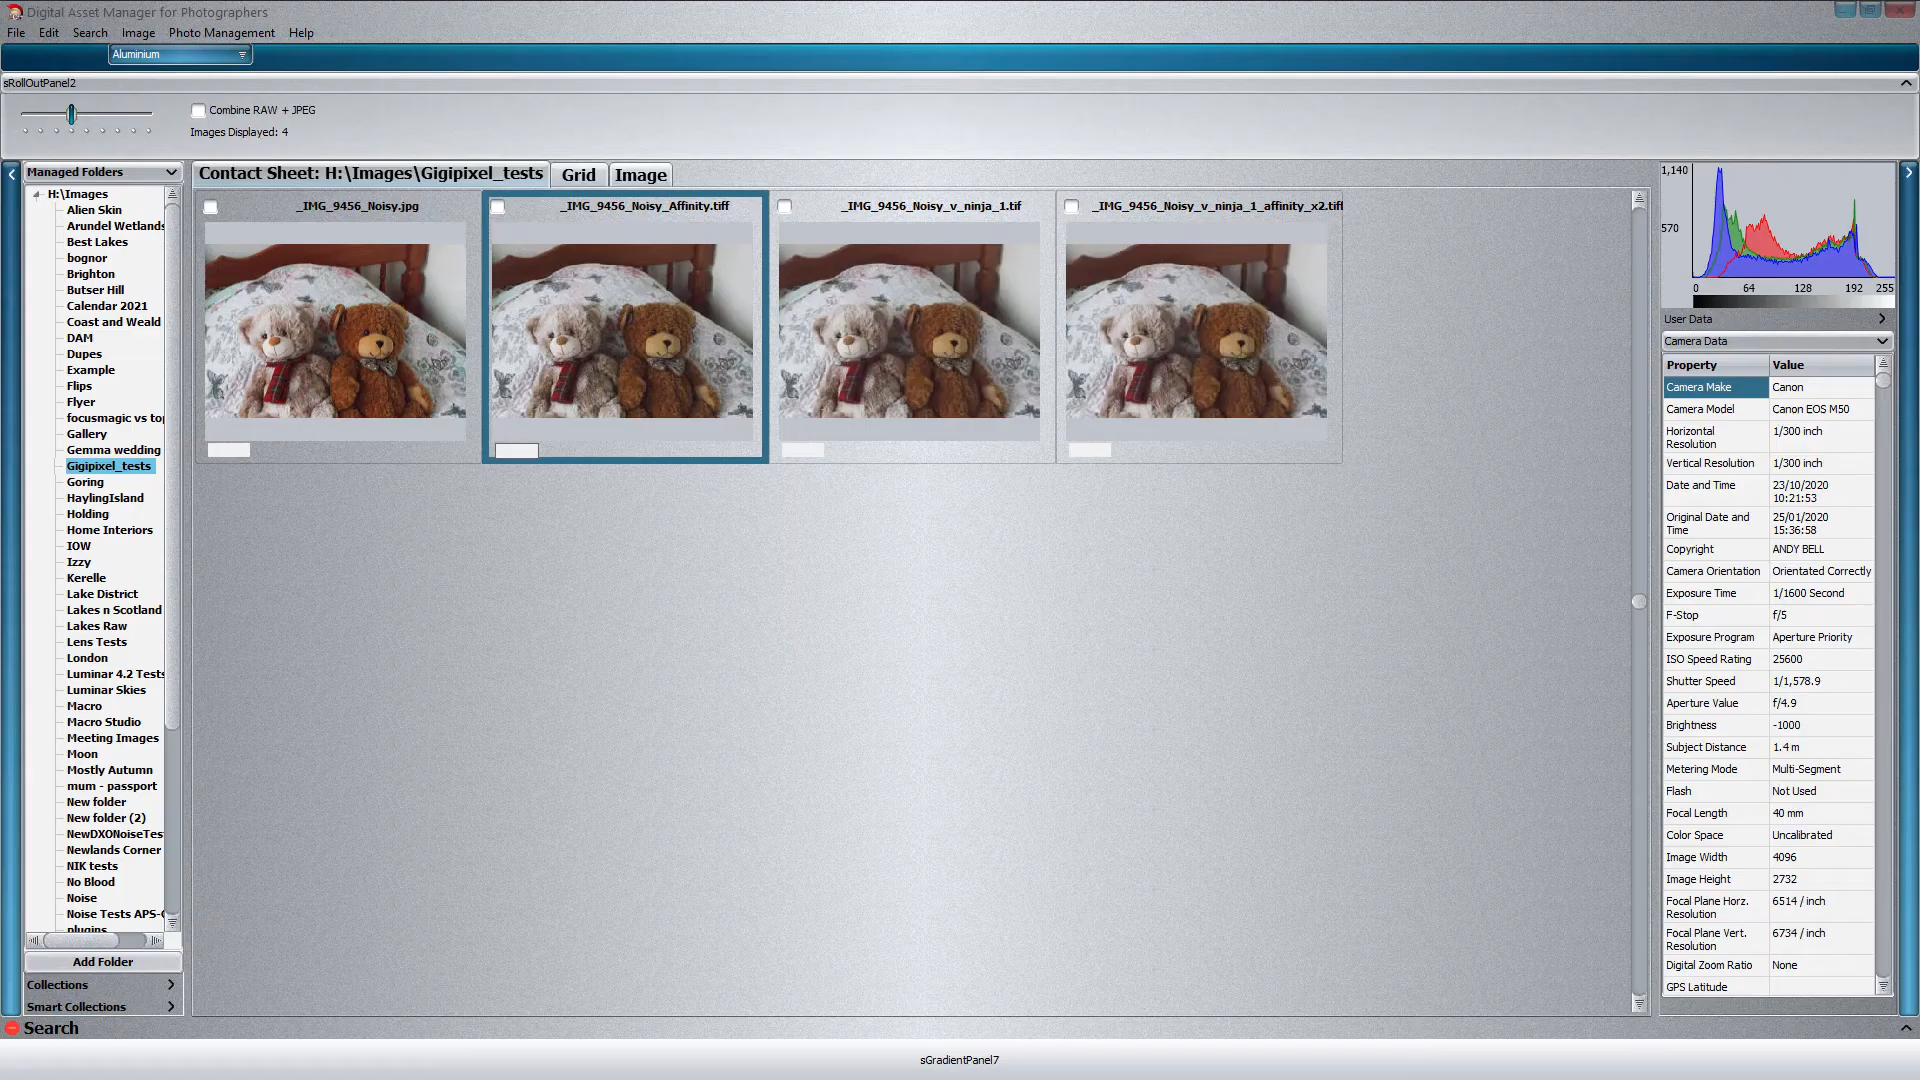 Digital Asset Manager for Photographers
File Edit Search Image Photo Management Help
Aluminium
sRollOutPanel2
Combine RAW + JPEG
Images Displayed: 4
Managed Folders
H:\Images
Alien Skin
Arundel Wetlands
Best Lakes
bognor
Brighton
Butser Hill
Calendar 2021
Coast and Weald
DAM
Dupes
Example
Flips
Flyer
focusmagic vs top
Gallery
Gemma wedding
Gigipixel_tests
Goring
HaylingIsland
Holding
Home Interiors
IOW
Izzy
Kerelle
Lake District
Lakes n Scotland
Lakes Raw
Lens Tests
London
Luminar 4.2 Tests
Luminar Skies
Macro
Macro Studio
Meeting Images
Moon
Mostly Autumn
mum - passport
New folder
New folder (2)
NewDXONoiseTes
Newlands Corner
NIK tests
No Blood
Noise
Noise Tests APS-C
plugins
Add Folder
Collections
Smart Collections
Search
Contact Sheet: H:\Images\Gigipixel_tests Grid Image
_IMG_9456_Noisy.jpg
_IMG_9456_Noisy_Affinity.tiff
_IMG_9456_Noisy_v_ninja_1.tif
_IMG_9456_Noisy_v_ninja_1_affinity_x2.tiff
1,140
570
0 64 128 192 255
User Data
Camera Data
Property Value
Camera Make Canon
Camera Model Canon EOS M50
Horizontal Resolution 1/300 inch
Vertical Resolution 1/300 inch
Date and Time 23/10/2020 10:21:53
Original Date and Time 25/01/2020 15:36:58
Copyright ANDY BELL
Camera Orientation Orientated Correctly
Exposure Time 1/1600 Second
F-Stop f/5
Exposure Program Aperture Priority
ISO Speed Rating 25600
Shutter Speed 1/1,578.9
Aperture Value f/4.9
Brightness -1000
Subject Distance 1.4 m
Metering Mode Multi-Segment
Flash Not Used
Focal Length 40 mm
Color Space Uncalibrated
Image Width 4096
Image Height 2732
Focal Plane Horz. Resolution 6514 / inch
Focal Plane Vert. Resolution 6734 / inch
Digital Zoom Ratio None
GPS Latitude
sGradientPanel7